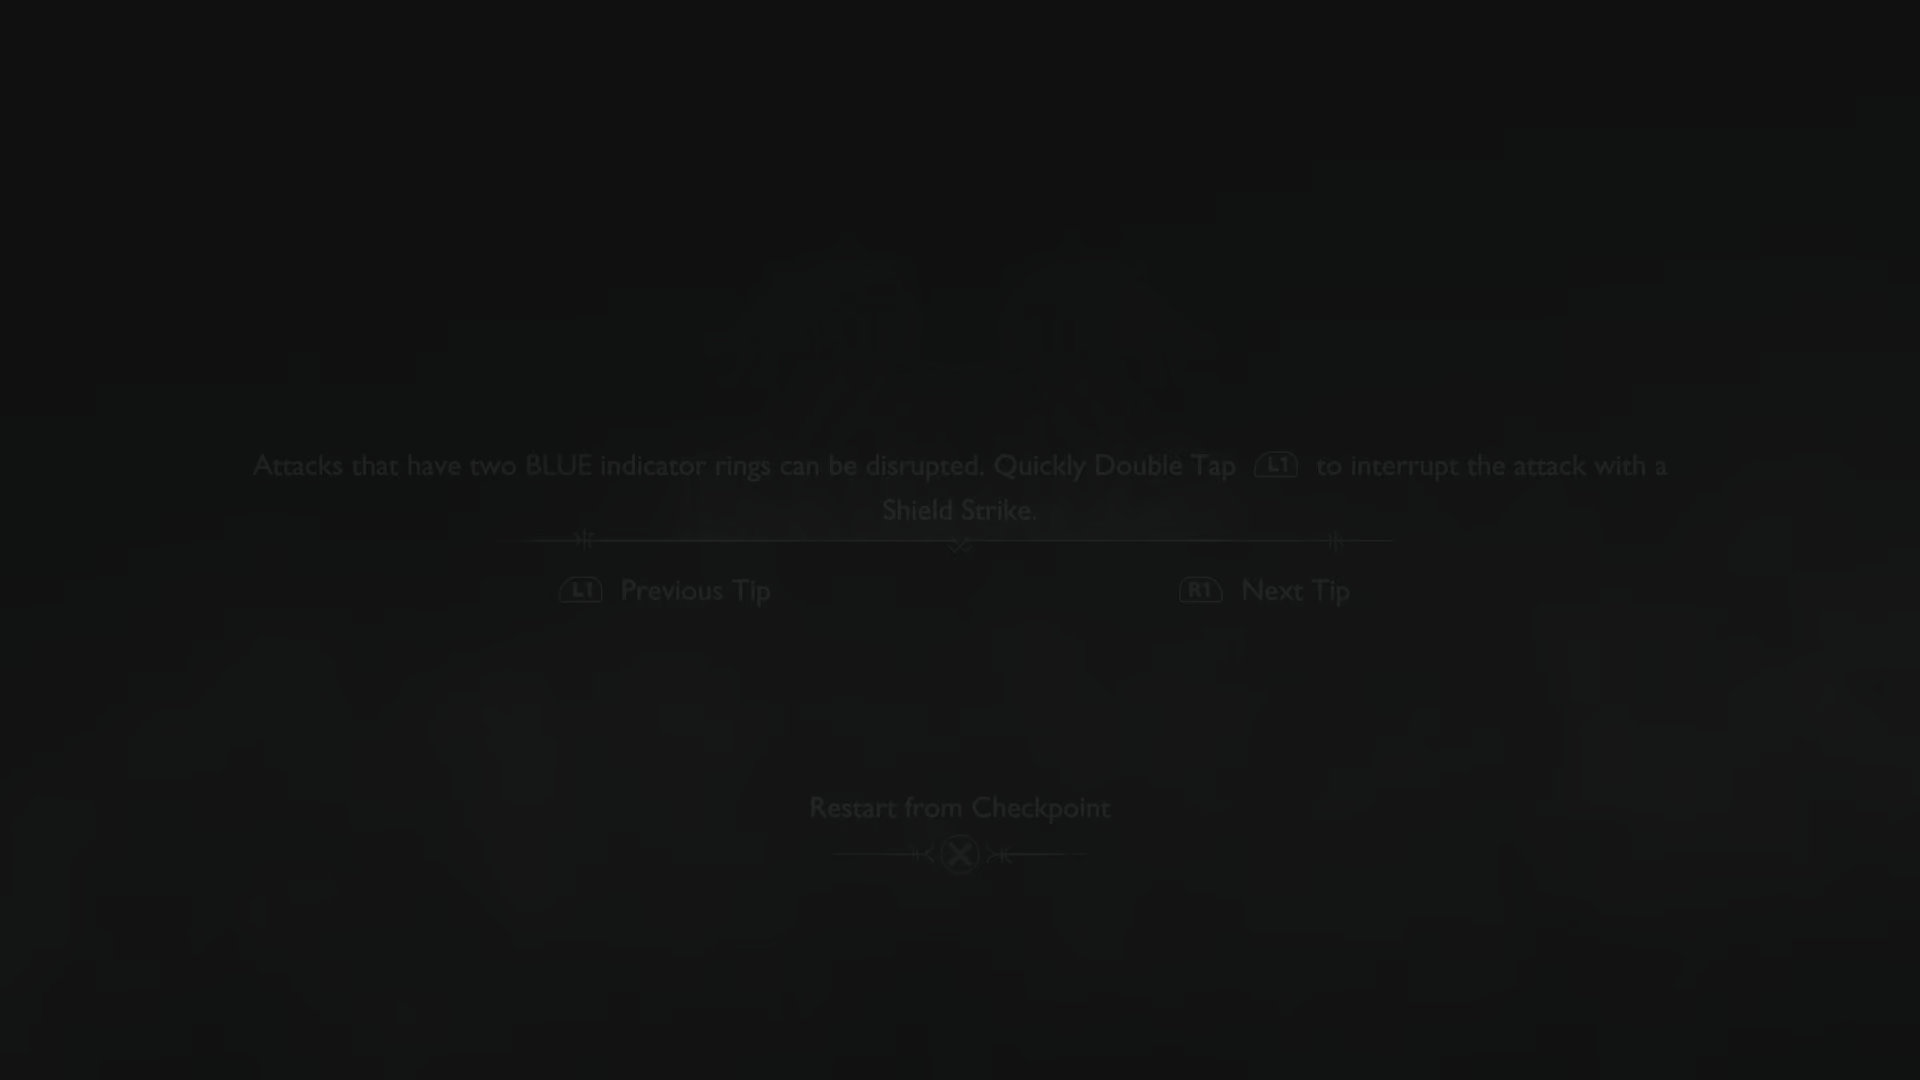 Attacks that have two BLUE indicator rings can be disrupted. Quickly Double Tap L1 to interrupt the attack with a
Shield Strike.
L1 Previous Tip R1 Next Tip
Restart from Checkpoint